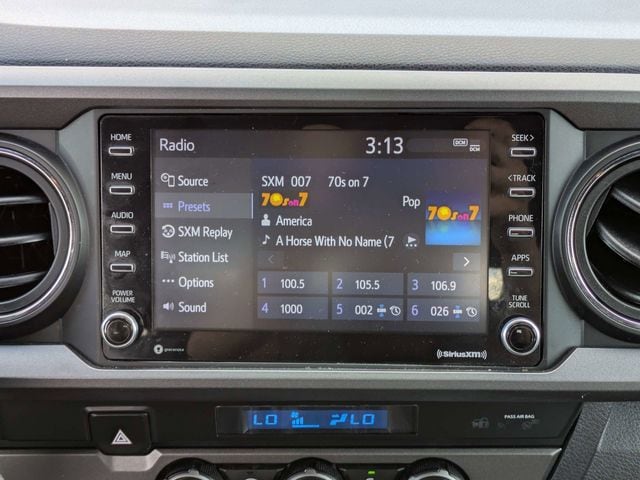 HOME
MENU
AUDIO
MAP
POWER
VOLUME
Radio
3:13
DCM
Source
Presets
SXM Replay
Station List
Options
Sound
SXM 007 70s on 7
70s on 7
Pop
70s on 7
America
A Horse With No Name (7
1 100.5
2 105.5
3 106.9
4 1000
5 002
6 026
SEEK>
<TRACK
PHONE
APPS
TUNE
SCROLL
gracenote
((SiriusXM))
LO
LO
PASS AIR BAG